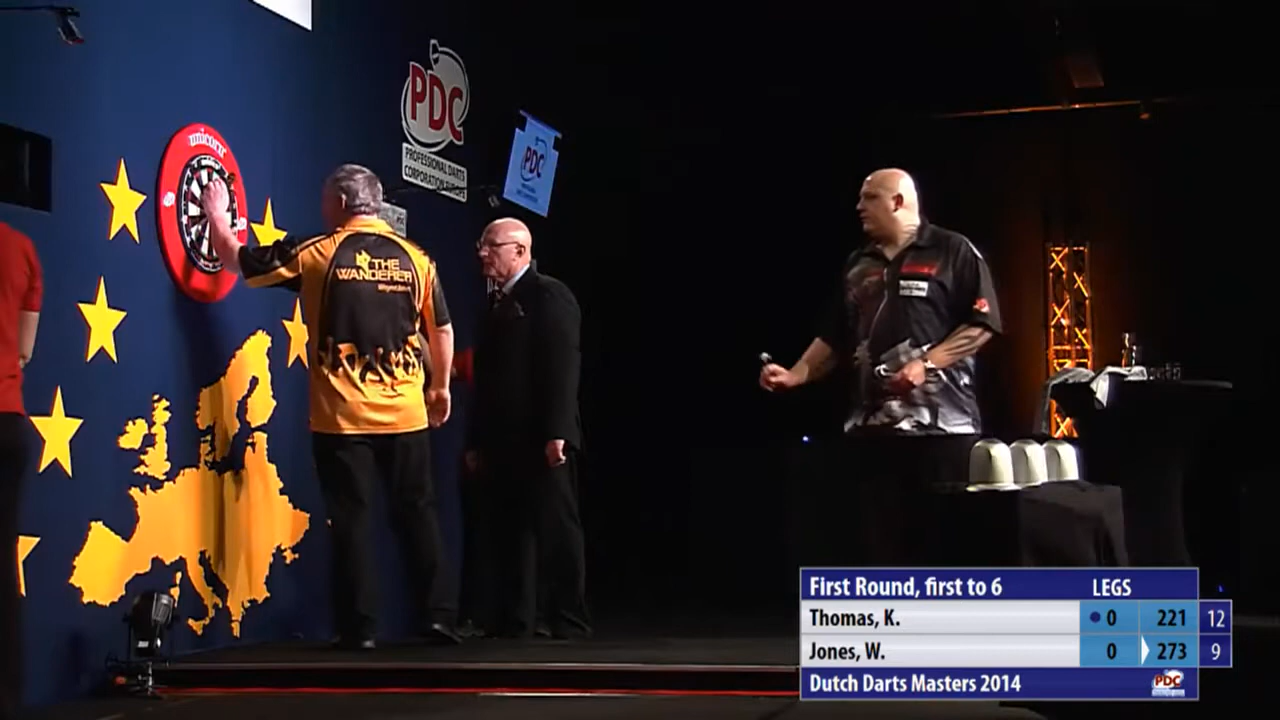 unicorn
PDC
PROFESSIONAL DARTS
CORPORATION EUROPE
PDC
THE
WANDERER
First Round, first to 6 LEGS
Thomas, K. 0 221 12
Jones, W. 0 273 9
Dutch Darts Masters 2014
PDC